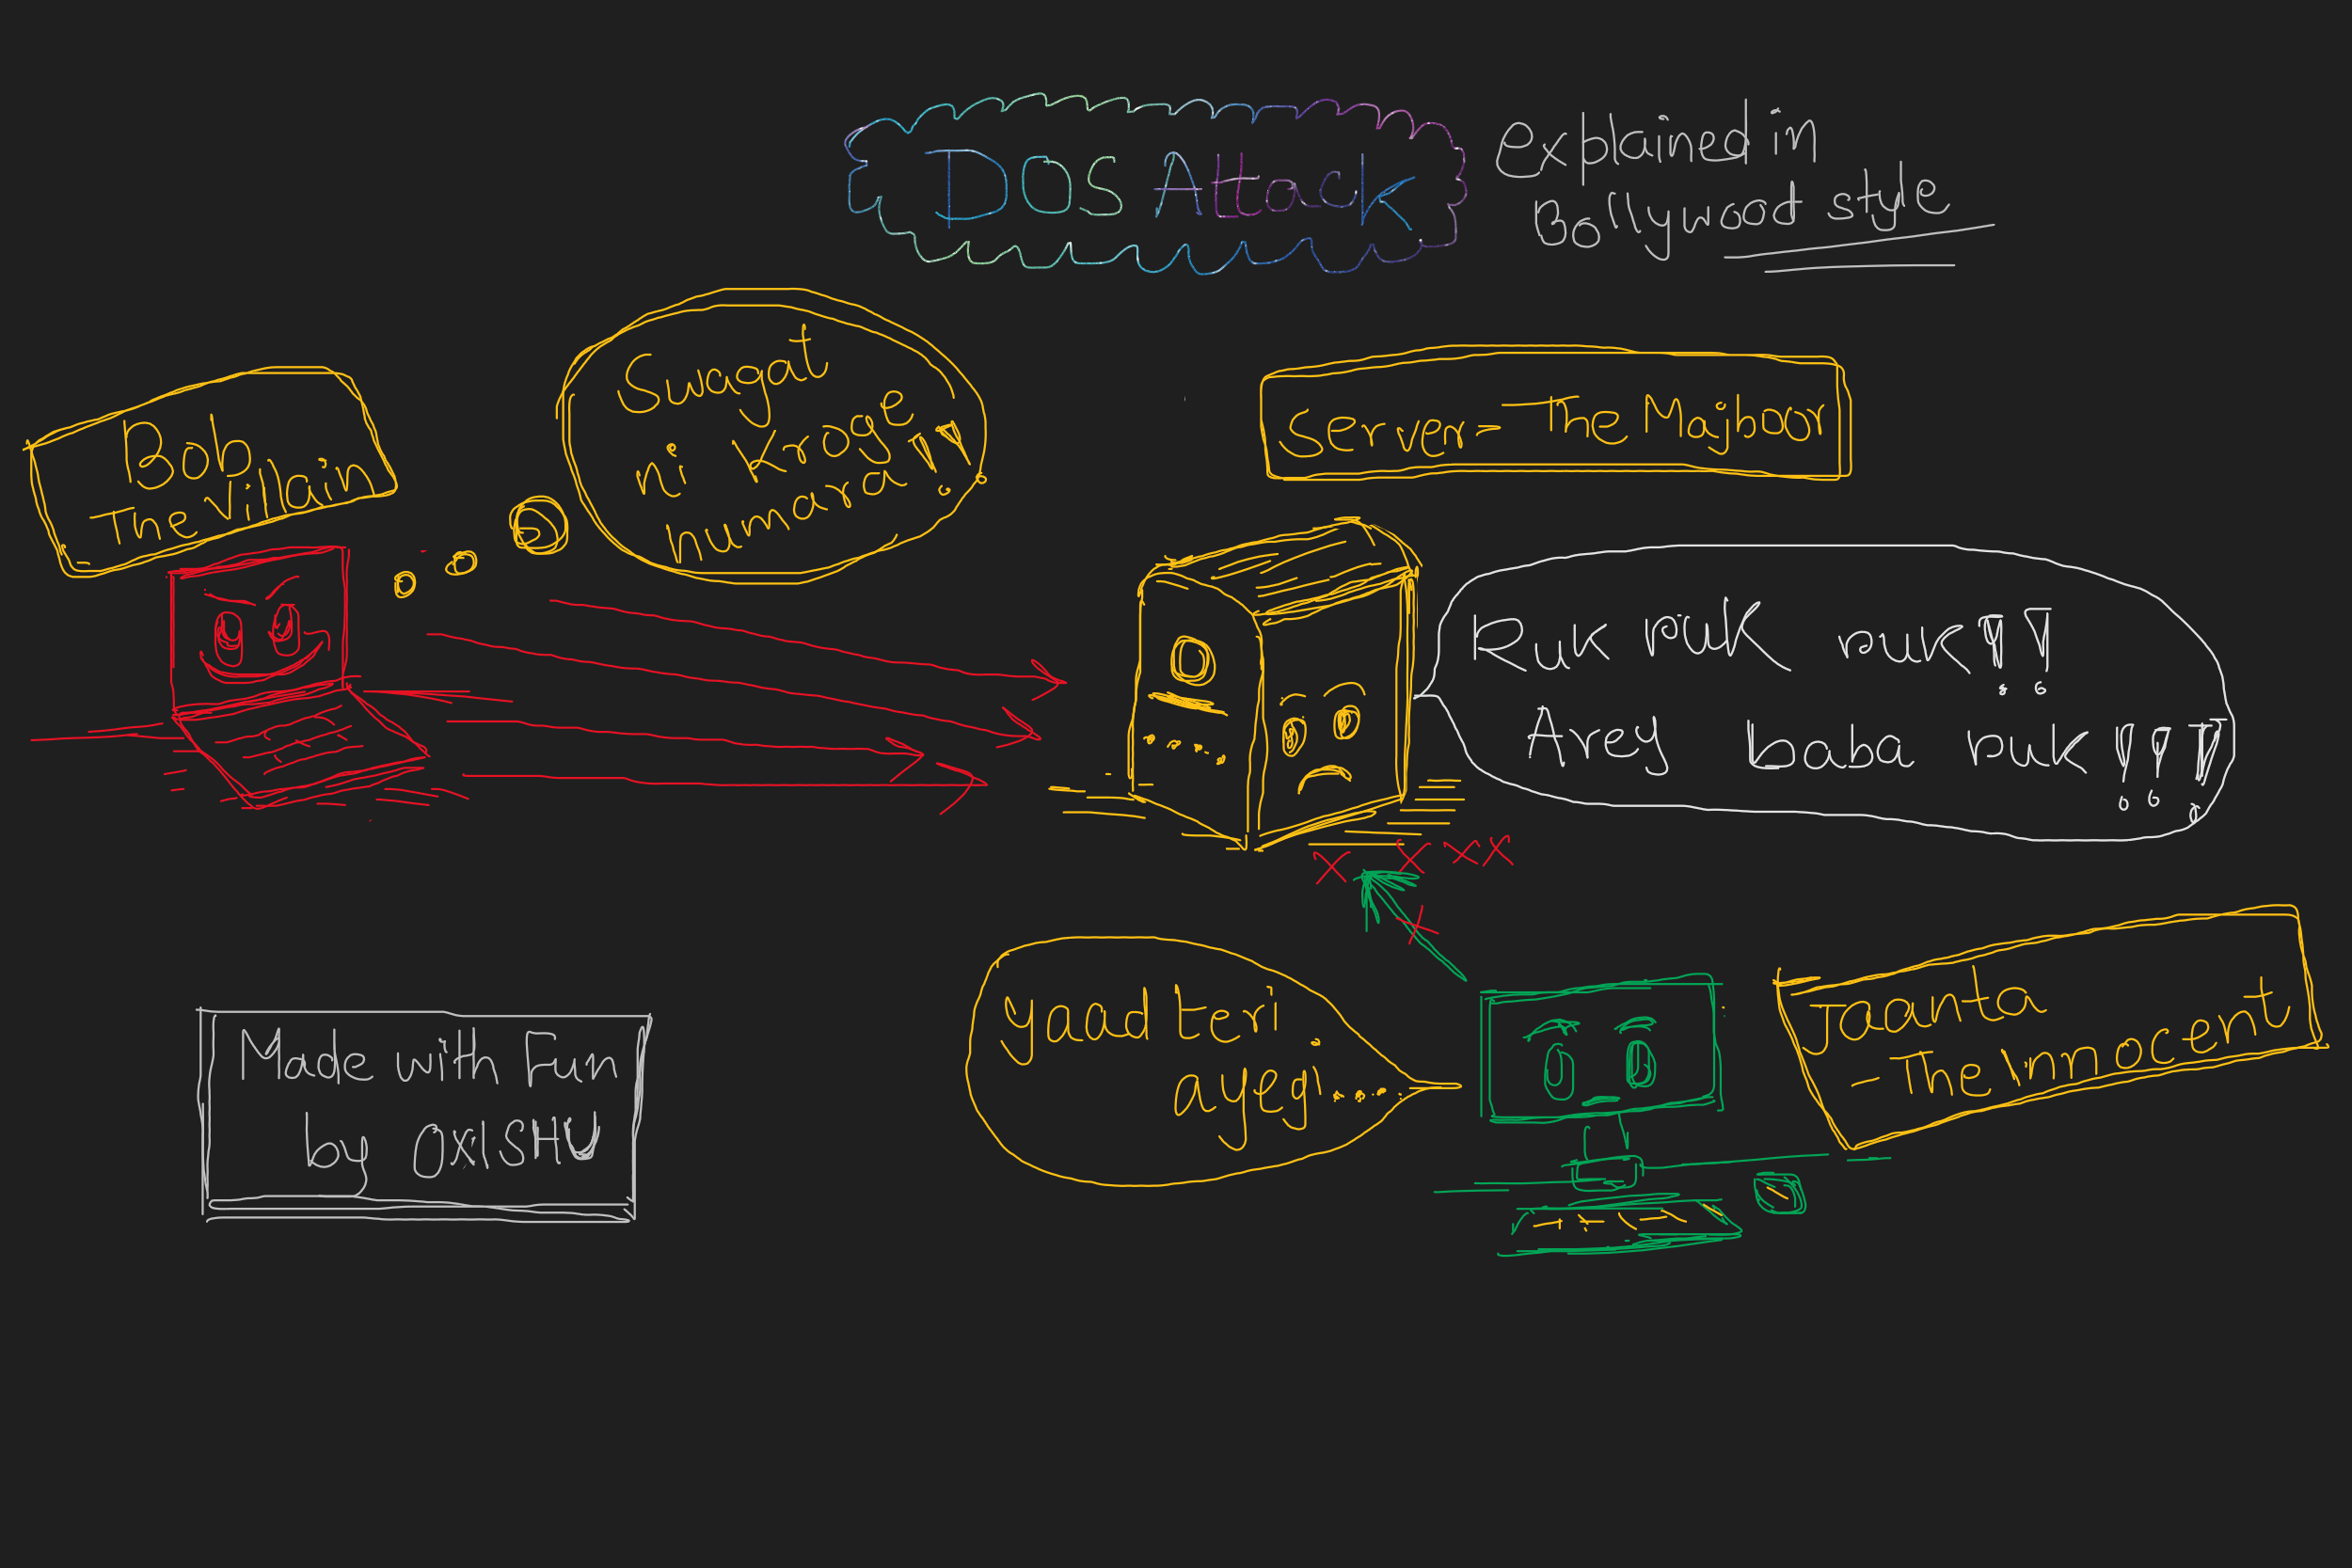 DOS Attack
explained in
Bollywood style
Bob
-The Villain
Swagat
ni Kroge
humara !!
Server- The Majboor
Ruk ruk ruk!!
Arey baba ruk!!!
Yaad teri
ayegi.....
Jaanta
-The innocent
Made with Fun
by OXISHU